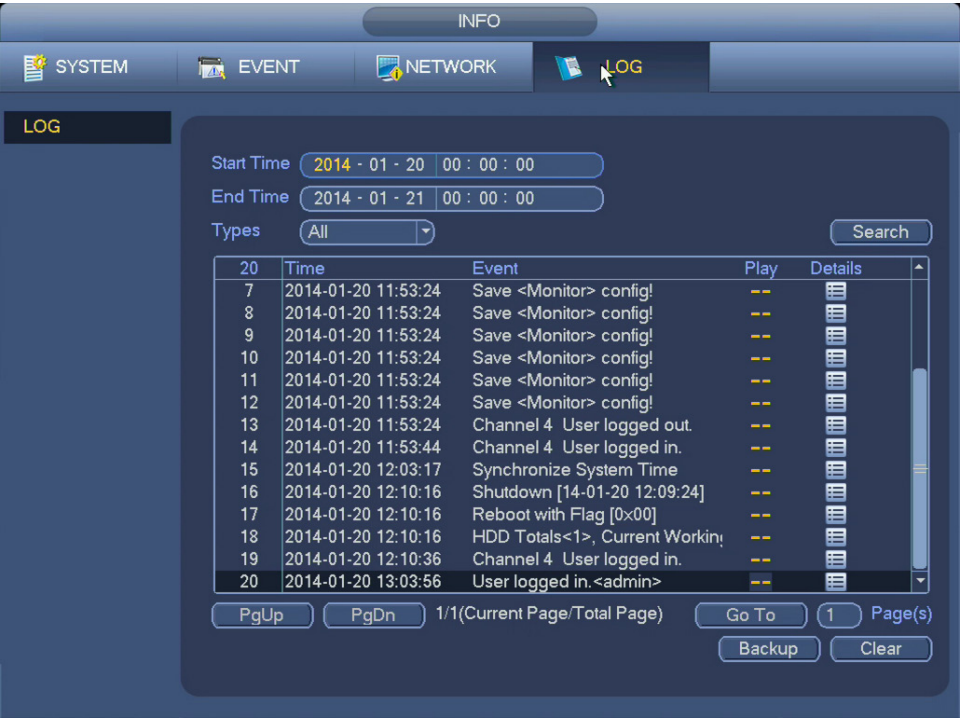 INFO
SYSTEM EVENT NETWORK LOG
LOG
Start Time 2014 - 01 - 20 00 : 00 : 00
End Time 2014 - 01 - 21 00 : 00 : 00
Types All Search
20 Time Event Play Details
7 2014-01-20 11:53:24 Save <Monitor> config! --
8 2014-01-20 11:53:24 Save <Monitor> config! --
9 2014-01-20 11:53:24 Save <Monitor> config! --
10 2014-01-20 11:53:24 Save <Monitor> config! --
11 2014-01-20 11:53:24 Save <Monitor> config! --
12 2014-01-20 11:53:24 Save <Monitor> config! --
13 2014-01-20 11:53:24 Channel 4 User logged out. --
14 2014-01-20 11:53:44 Channel 4 User logged in. --
15 2014-01-20 12:03:17 Synchronize System Time --
16 2014-01-20 12:10:16 Shutdown [14-01-20 12:09:24] --
17 2014-01-20 12:10:16 Reboot with Flag [0x00] --
18 2014-01-20 12:10:16 HDD Totals<1>, Current Working --
19 2014-01-20 12:10:36 Channel 4 User logged in. --
20 2014-01-20 13:03:56 User logged in.<admin> --
PgUp PgDn 1/1(Current Page/Total Page) Go To 1 Page(s)
Backup Clear